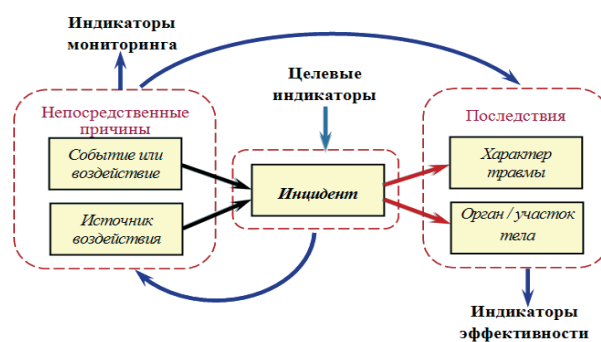 Индикаторы
мониторинга
Целевые
индикаторы
Непосредственные
причины
Событие или
воздействие
Источник
воздействия
Инцидент
Последствия
Характер
травмы
Орган / участок
тела
Индикаторы
эффективности